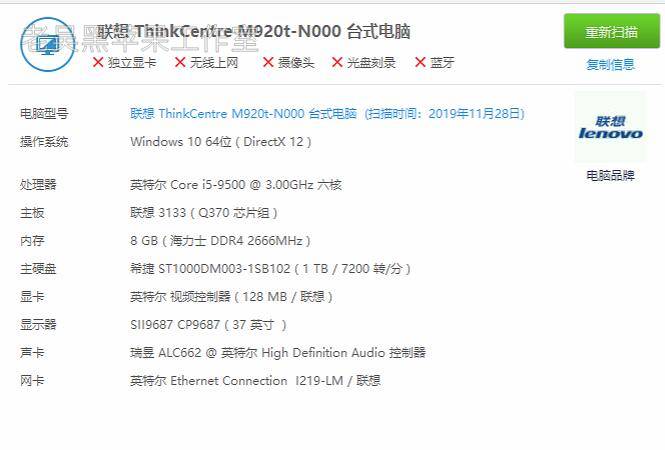 联想 ThinkCentre M920t-N000 台式电脑
老吴黑苹果工作室
重新扫描
独立显卡 无线上网 摄像头 光盘刻录 蓝牙
复制信息
电脑型号 联想 ThinkCentre M920t-N000 台式电脑 (扫描时间：2019年11月28日)
操作系统 Windows 10 64位 ( DirectX 12 )
联想
lenovo
电脑品牌
处理器 英特尔 Core i5-9500 @ 3.00GHz 六核
主板 联想 3133 ( Q370 芯片组 )
内存 8 GB ( 海力士 DDR4 2666MHz )
主硬盘 希捷 ST1000DM003-1SB102 ( 1 TB / 7200 转/分 )
显卡 英特尔 视频控制器 ( 128 MB / 联想 )
显示器 SII9687 CP9687 ( 37 英寸 )
声卡 瑞昱 ALC662 @ 英特尔 High Definition Audio 控制器
网卡 英特尔 Ethernet Connection I219-LM / 联想